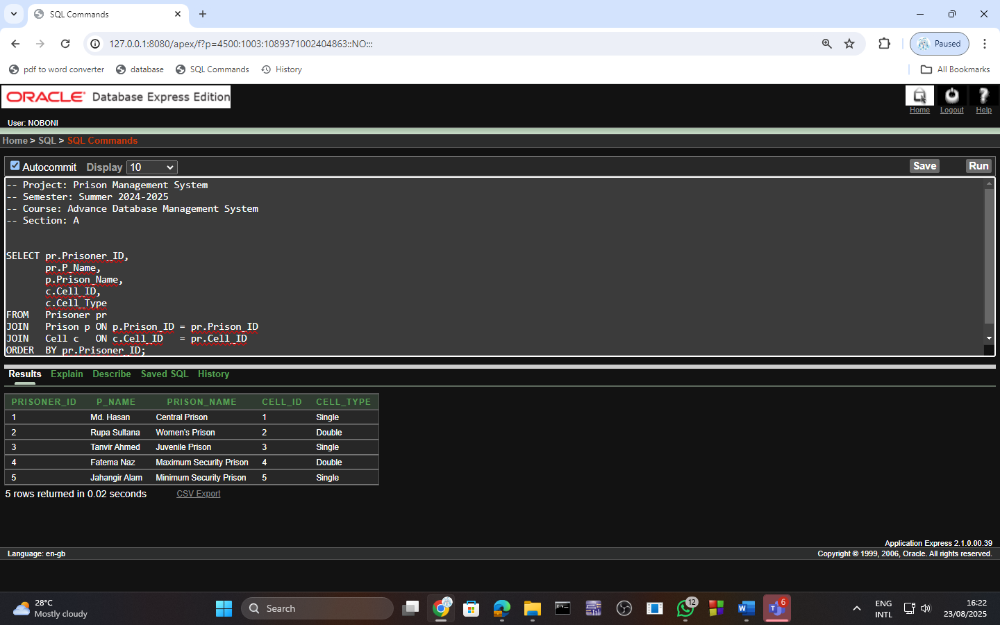 SQL Commands
127.0.0.1:8080/apex/f?p=4500:1003:1089371002404863::NO:::
Paused
pdf to word converter database SQL Commands History All Bookmarks
ORACLE Database Express Edition
Home Logout Help
User: NOBONI
Home > SQL > SQL Commands
Autocommit Display 10 Save Run
-- Project: Prison Management System
-- Semester: Summer 2024-2025
-- Course: Advance Database Management System
-- Section: A
SELECT pr.Prisoner_ID,
pr.P_Name,
p.Prison_Name,
c.Cell_ID,
c.Cell_Type
FROM Prisoner pr
JOIN Prison p ON p.Prison_ID = pr.Prison_ID
JOIN Cell c ON c.Cell_ID = pr.Cell_ID
ORDER BY pr.Prisoner_ID;
Results Explain Describe Saved SQL History
PRISONER_ID P_NAME PRISON_NAME CELL_ID CELL_TYPE
1 Md. Hasan Central Prison 1 Single
2 Rupa Sultana Women's Prison 2 Double
3 Tanvir Ahmed Juvenile Prison 3 Single
4 Fatema Naz Maximum Security Prison 4 Double
5 Jahangir Alam Minimum Security Prison 5 Single
5 rows returned in 0.02 seconds CSV Export
Application Express 2.1.0.00.39
Language: en-gb Copyright © 1999, 2006, Oracle. All rights reserved.
28°C
Mostly cloudy
Search
12
6
ENG
INTL
16:22
23/08/2025